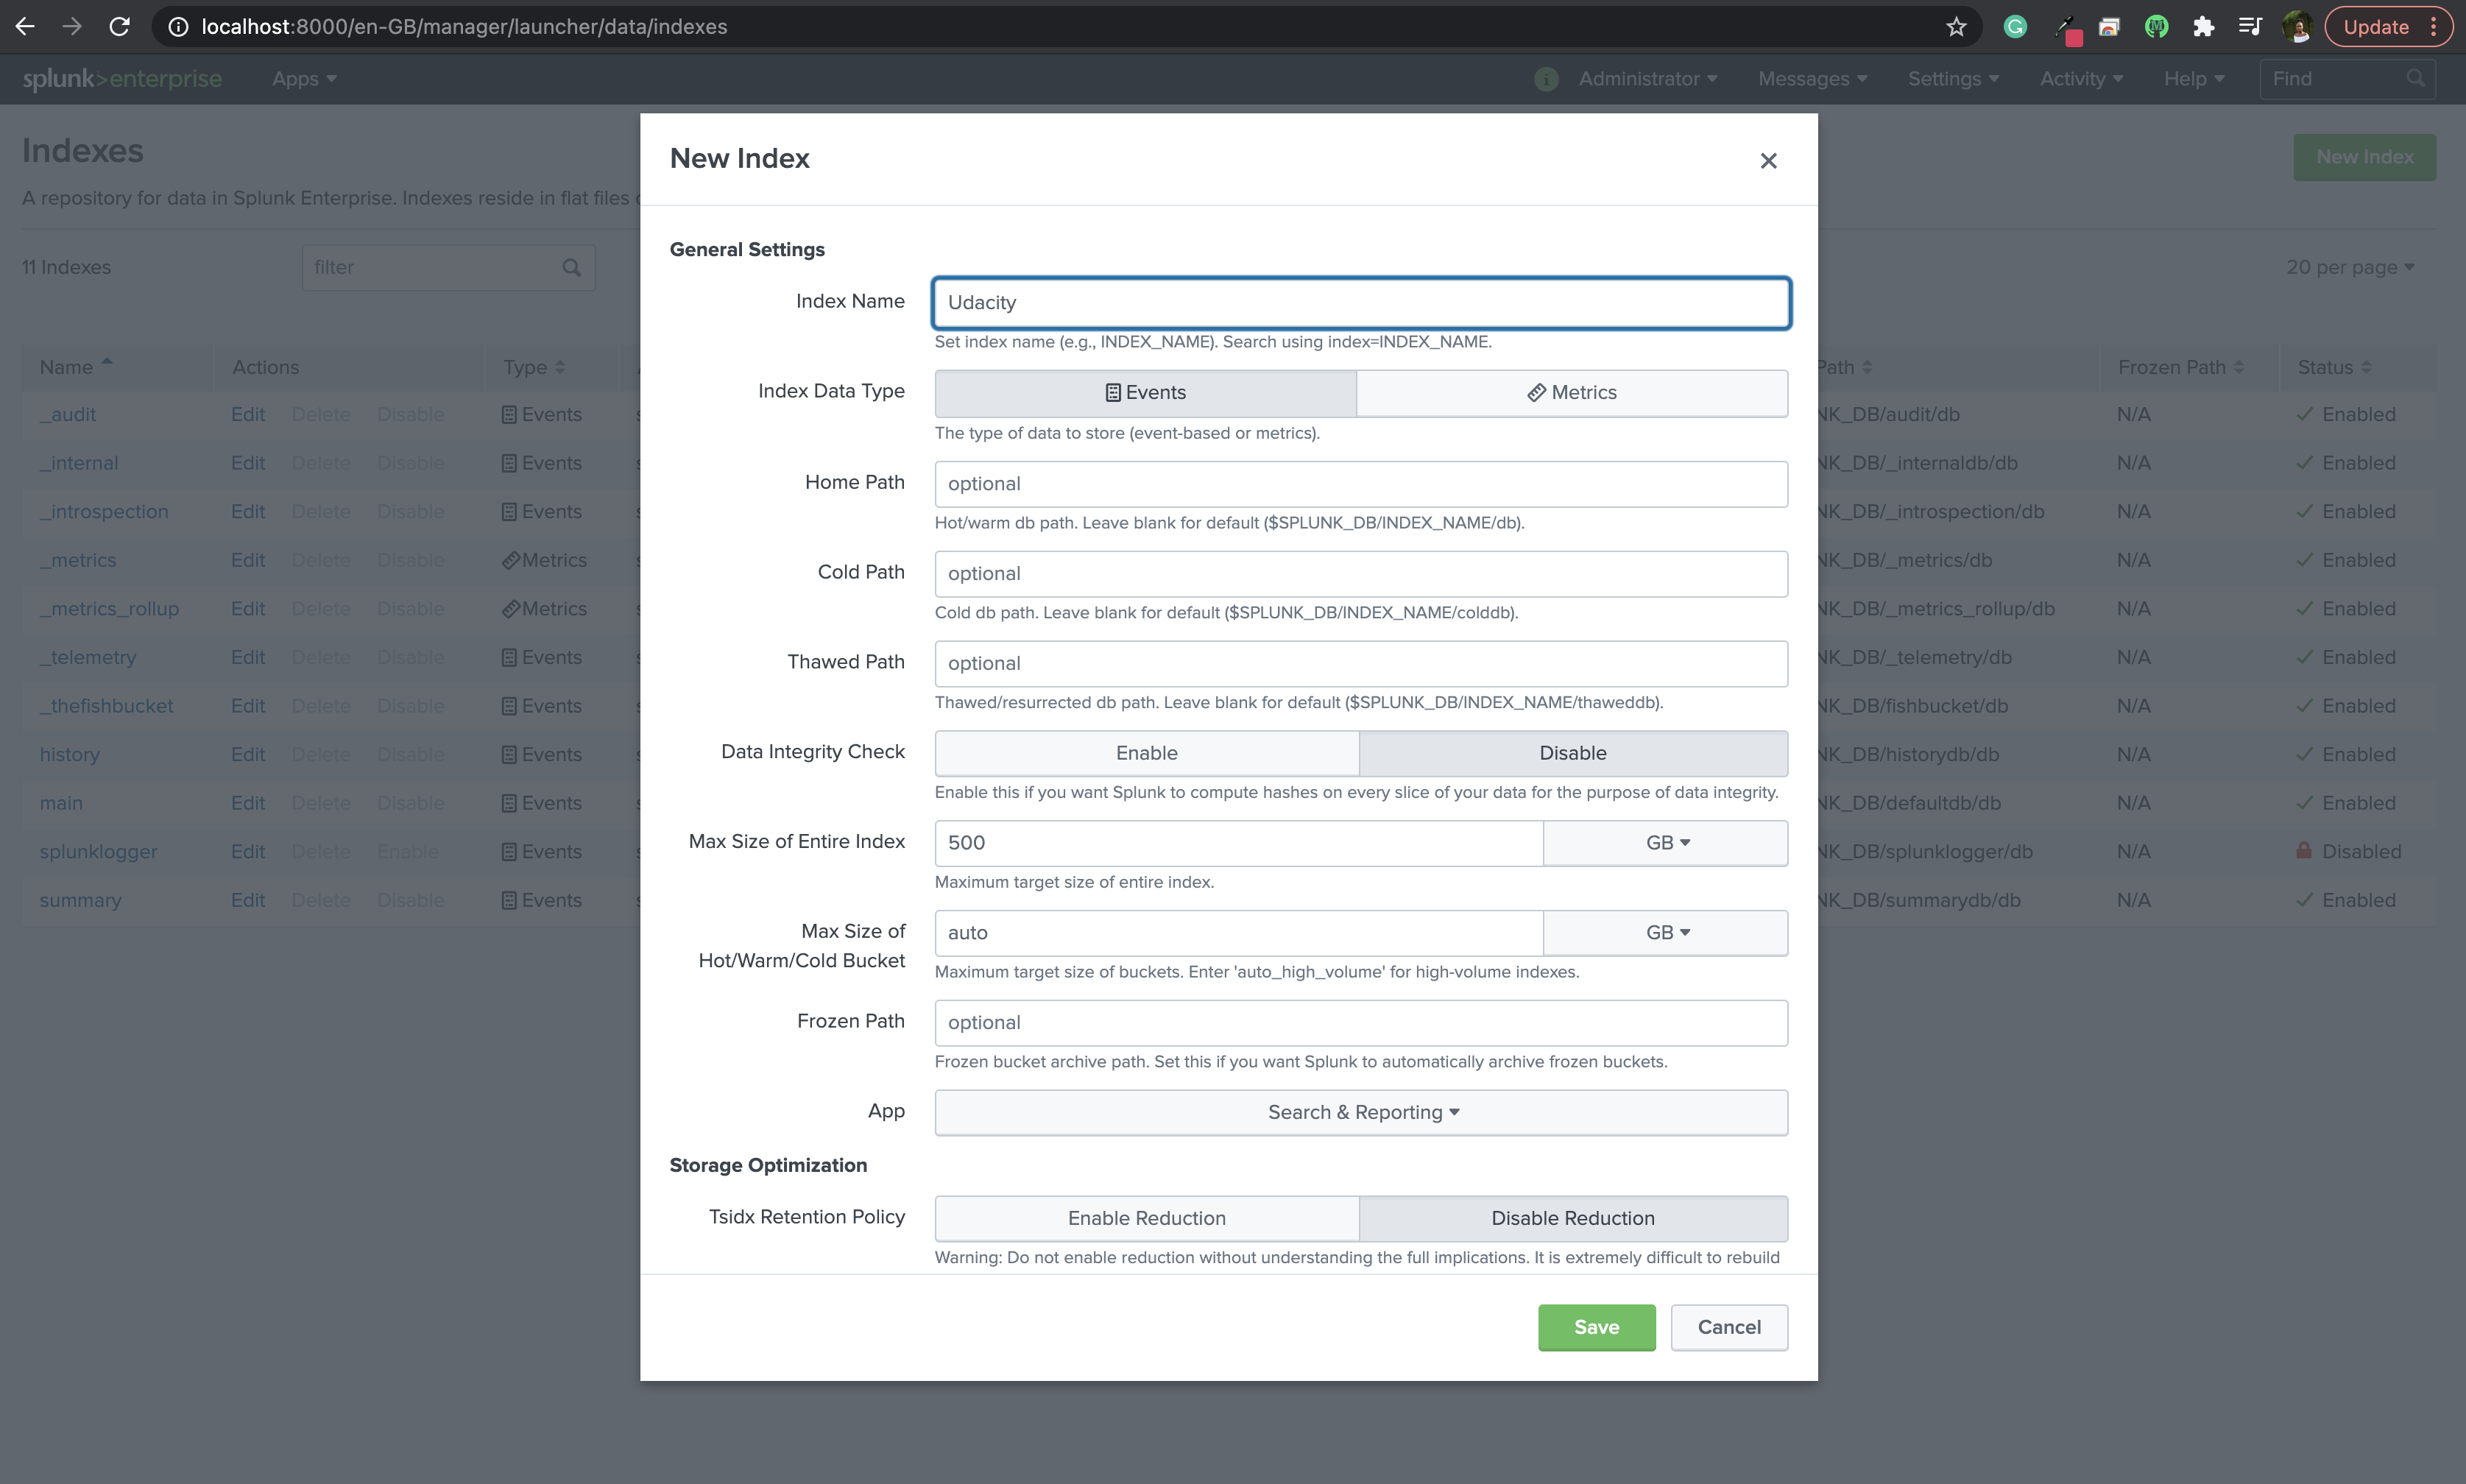 localhost:8000/en-GB/manager/launcher/data/indexes
Update
splunk>enterprise
Apps
i
Administrator
Messages
Settings
Activity
Help
Find
Indexes
New Index
A repository for data in Splunk Enterprise. Indexes reside in flat files
11 Indexes
filter
20 per page
Name
Actions
Type
Path
Frozen Path
Status
_audit Edit Delete Disable Events NK_DB/audit/db N/A Enabled
_internal Edit Delete Disable Events NK_DB/_internaldb/db N/A Enabled
_introspection Edit Delete Disable Events NK_DB/_introspection/db N/A Enabled
_metrics Edit Delete Disable Metrics NK_DB/_metrics/db N/A Enabled
_metrics_rollup Edit Delete Disable Metrics NK_DB/_metrics_rollup/db N/A Enabled
_telemetry Edit Delete Disable Events NK_DB/_telemetry/db N/A Enabled
_thefishbucket Edit Delete Disable Events NK_DB/fishbucket/db N/A Enabled
history Edit Delete Disable Events NK_DB/historydb/db N/A Enabled
main Edit Delete Disable Events NK_DB/defaultdb/db N/A Enabled
splunklogger Edit Delete Enable Events NK_DB/splunklogger/db N/A Disabled
summary Edit Delete Disable Events NK_DB/summarydb/db N/A Enabled
New Index
General Settings
Index Name
Udacity
Set index name (e.g., INDEX_NAME). Search using index=INDEX_NAME.
Index Data Type
Events
Metrics
The type of data to store (event-based or metrics).
Home Path
optional
Hot/warm db path. Leave blank for default ($SPLUNK_DB/INDEX_NAME/db).
Cold Path
optional
Cold db path. Leave blank for default ($SPLUNK_DB/INDEX_NAME/colddb).
Thawed Path
optional
Thawed/resurrected db path. Leave blank for default ($SPLUNK_DB/INDEX_NAME/thaweddb).
Data Integrity Check
Enable
Disable
Enable this if you want Splunk to compute hashes on every slice of your data for the purpose of data integrity.
Max Size of Entire Index
500
GB
Maximum target size of entire index.
Max Size of
Hot/Warm/Cold Bucket
auto
GB
Maximum target size of buckets. Enter 'auto_high_volume' for high-volume indexes.
Frozen Path
optional
Frozen bucket archive path. Set this if you want Splunk to automatically archive frozen buckets.
App
Search & Reporting
Storage Optimization
Tsidx Retention Policy
Enable Reduction
Disable Reduction
Warning: Do not enable reduction without understanding the full implications. It is extremely difficult to rebuild
Save
Cancel